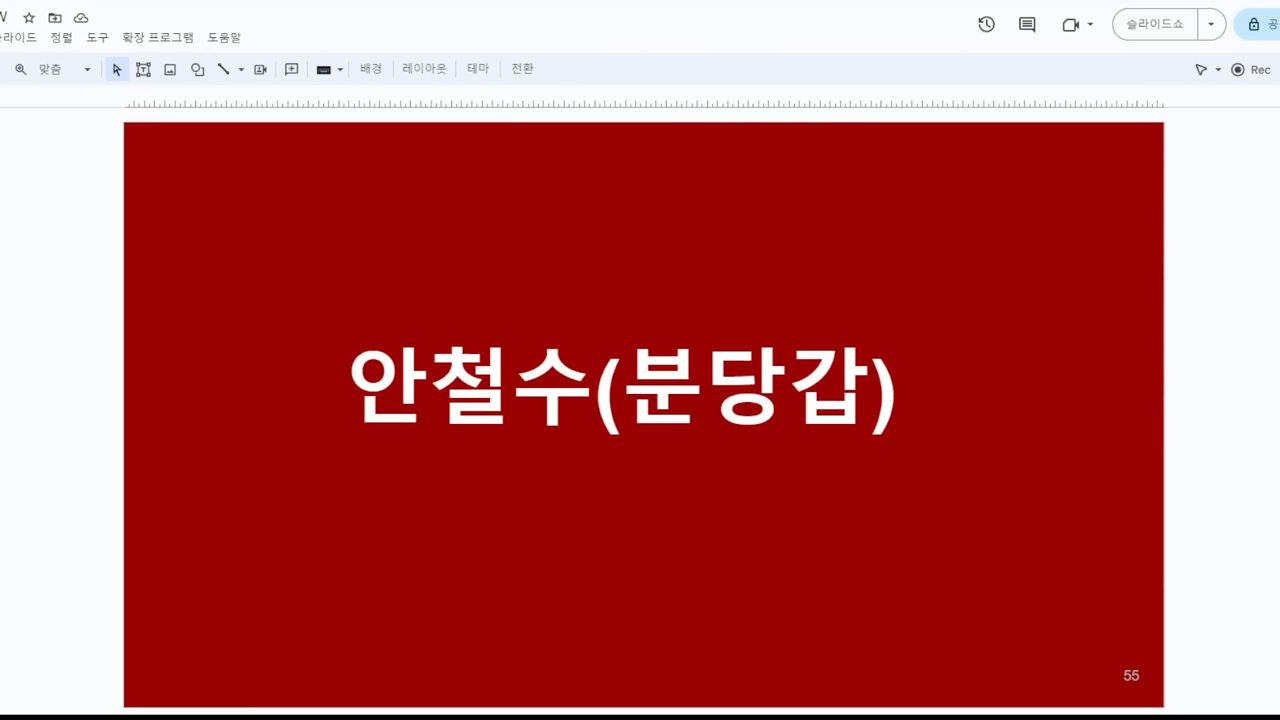 슬라이드쇼
라이드 정렬 도구 확장 프로그램 도움말
맞춤 배경 레이아웃 테마 전환 Rec
안철수(분당갑)
55